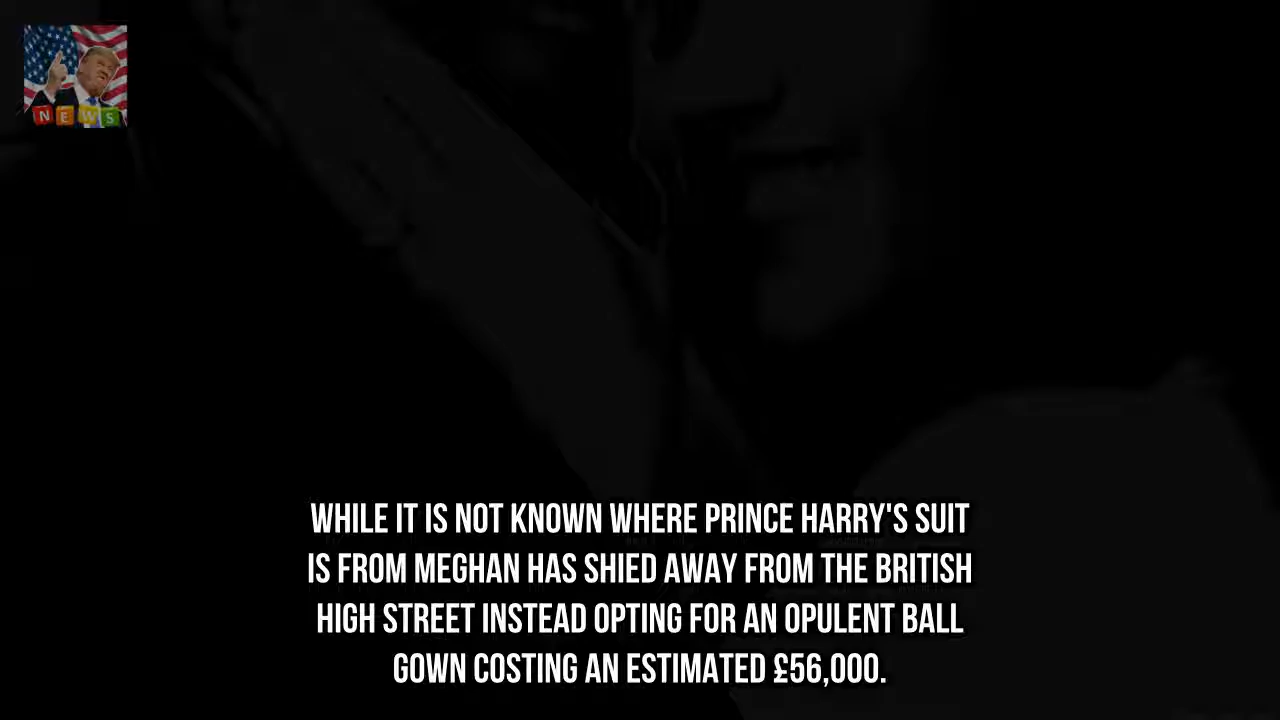 NEWS
WHILE IT IS NOT KNOWN WHERE PRINCE HARRY'S SUIT
IS FROM MEGHAN HAS SHIED AWAY FROM THE BRITISH
HIGH STREET INSTEAD OPTING FOR AN OPULENT BALL
GOWN COSTING AN ESTIMATED £56,000.